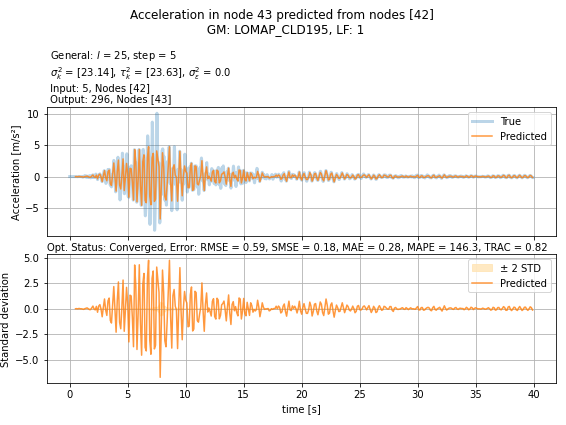 Acceleration in node 43 predicted from nodes [42]
GM: LOMAP_CLD195, LF: 1
General: l = 25, step = 5
σ²ₖ = [23.14], τ²ₖ = [23.63], σ²ε = 0.0
Input: 5, Nodes [42]
Output: 296, Nodes [43]
Acceleration [m/s²]
10
5
0
−5
True
Predicted
Opt. Status: Converged, Error: RMSE = 0.59, SMSE = 0.18, MAE = 0.28, MAPE = 146.3, TRAC = 0.82
Standard deviation
5.0
2.5
0.0
−2.5
−5.0
± 2 STD
Predicted
0 5 10 15 20 25 30 35 40
time [s]